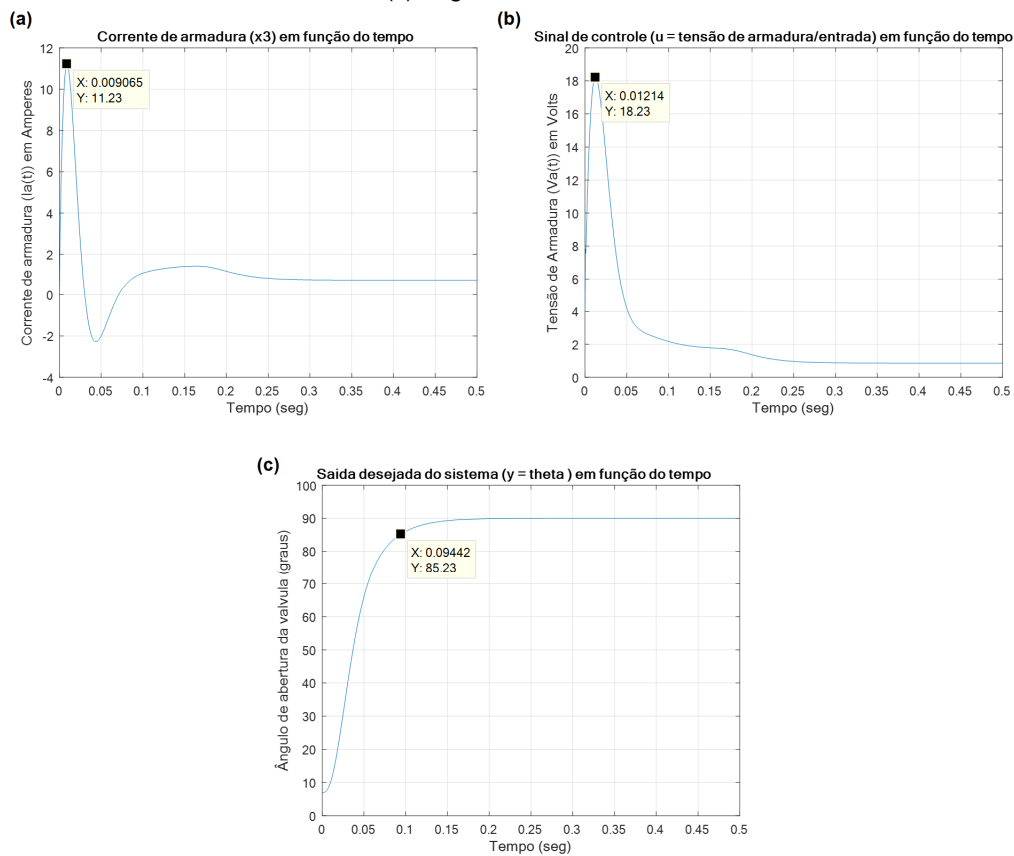 (a)
Corrente de armadura (x3) em função do tempo
12
10
8
6
4
2
0
-2
-4
X: 0.009065
Y: 11.23
Corrente de armadura (Ia(t)) em Amperes
0 0.05 0.1 0.15 0.2 0.25 0.3 0.35 0.4 0.45 0.5
Tempo (seg)
(b)
Sinal de controle (u = tensão de armadura/entrada) em função do tempo
20
18
16
14
12
10
8
6
4
2
0
X: 0.01214
Y: 18.23
Tensão de Armadura (Va(t)) em Volts
0 0.05 0.1 0.15 0.2 0.25 0.3 0.35 0.4 0.45 0.5
Tempo (seg)
(c)
Saida desejada do sistema (y = theta ) em função do tempo
100
90
80
70
60
50
40
30
20
10
0
X: 0.09442
Y: 85.23
Ângulo de abertura da valvula (graus)
0 0.05 0.1 0.15 0.2 0.25 0.3 0.35 0.4 0.45 0.5
Tempo (seg)